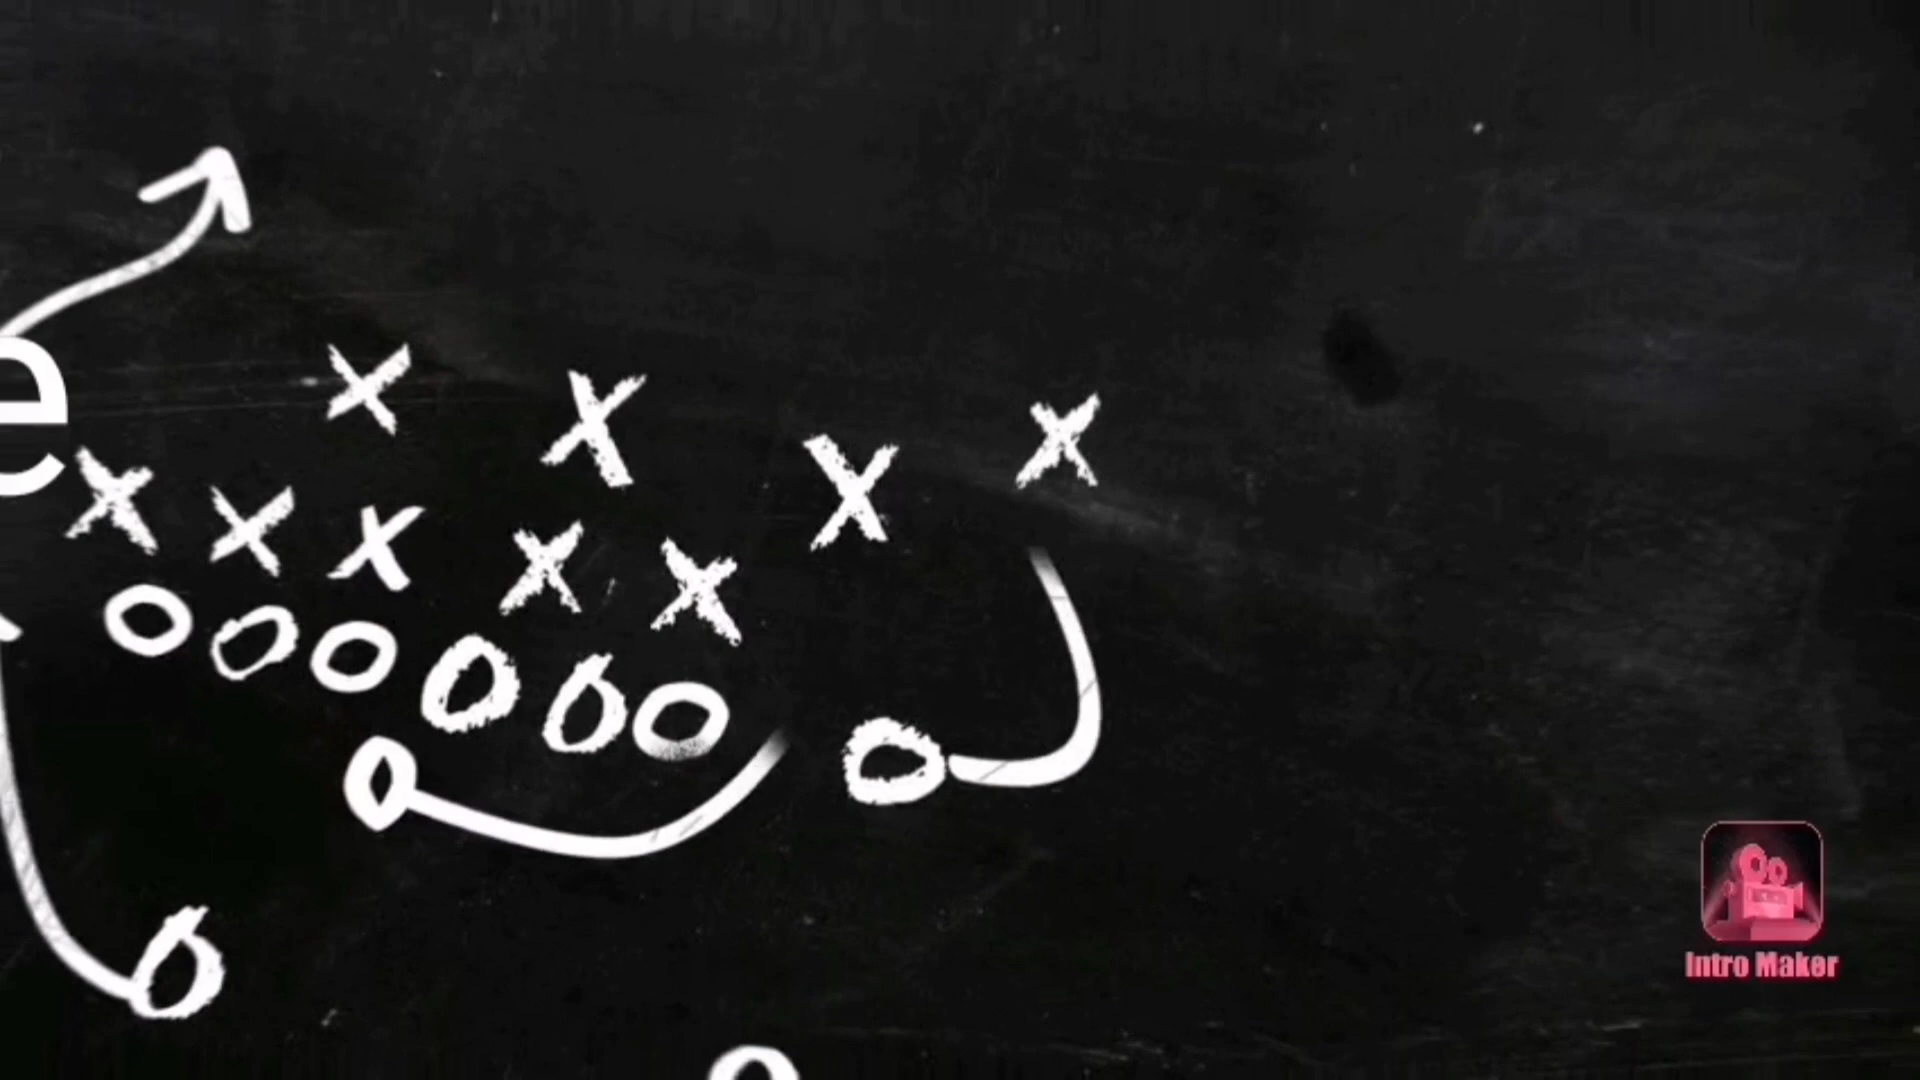 e
x x x
x x x x x x
o o o o o o
o o
o
Intro Maker